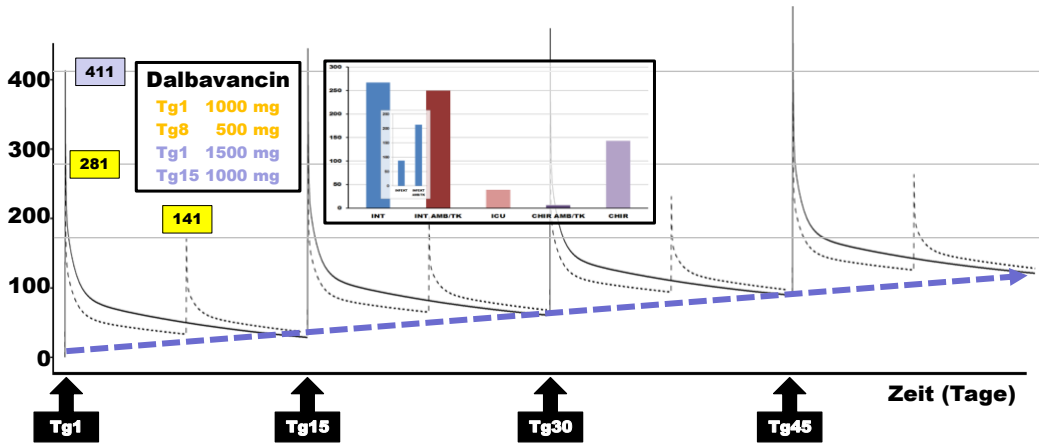 400
300
200
100
0
411
281
141
Dalbavancin
Tg1 1000 mg
Tg8 500 mg
Tg1 1500 mg
Tg15 1000 mg
300
250
200
150
100
50
0
INT
INT AMB/TK
ICU
CHIR AMB/TK
CHIR
Zeit (Tage)
Tg1
Tg15
Tg30
Tg45